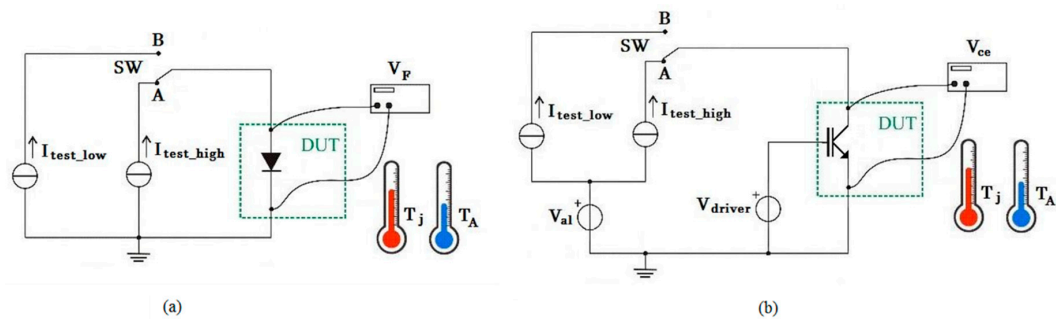 B
SW
A
V_F
I_test_low
I_test_high
DUT
T_j
T_A
(a)
B
SW
A
V_ce
I_test_low
I_test_high
DUT
V_driver
+
V_al
+
T_j
T_A
(b)